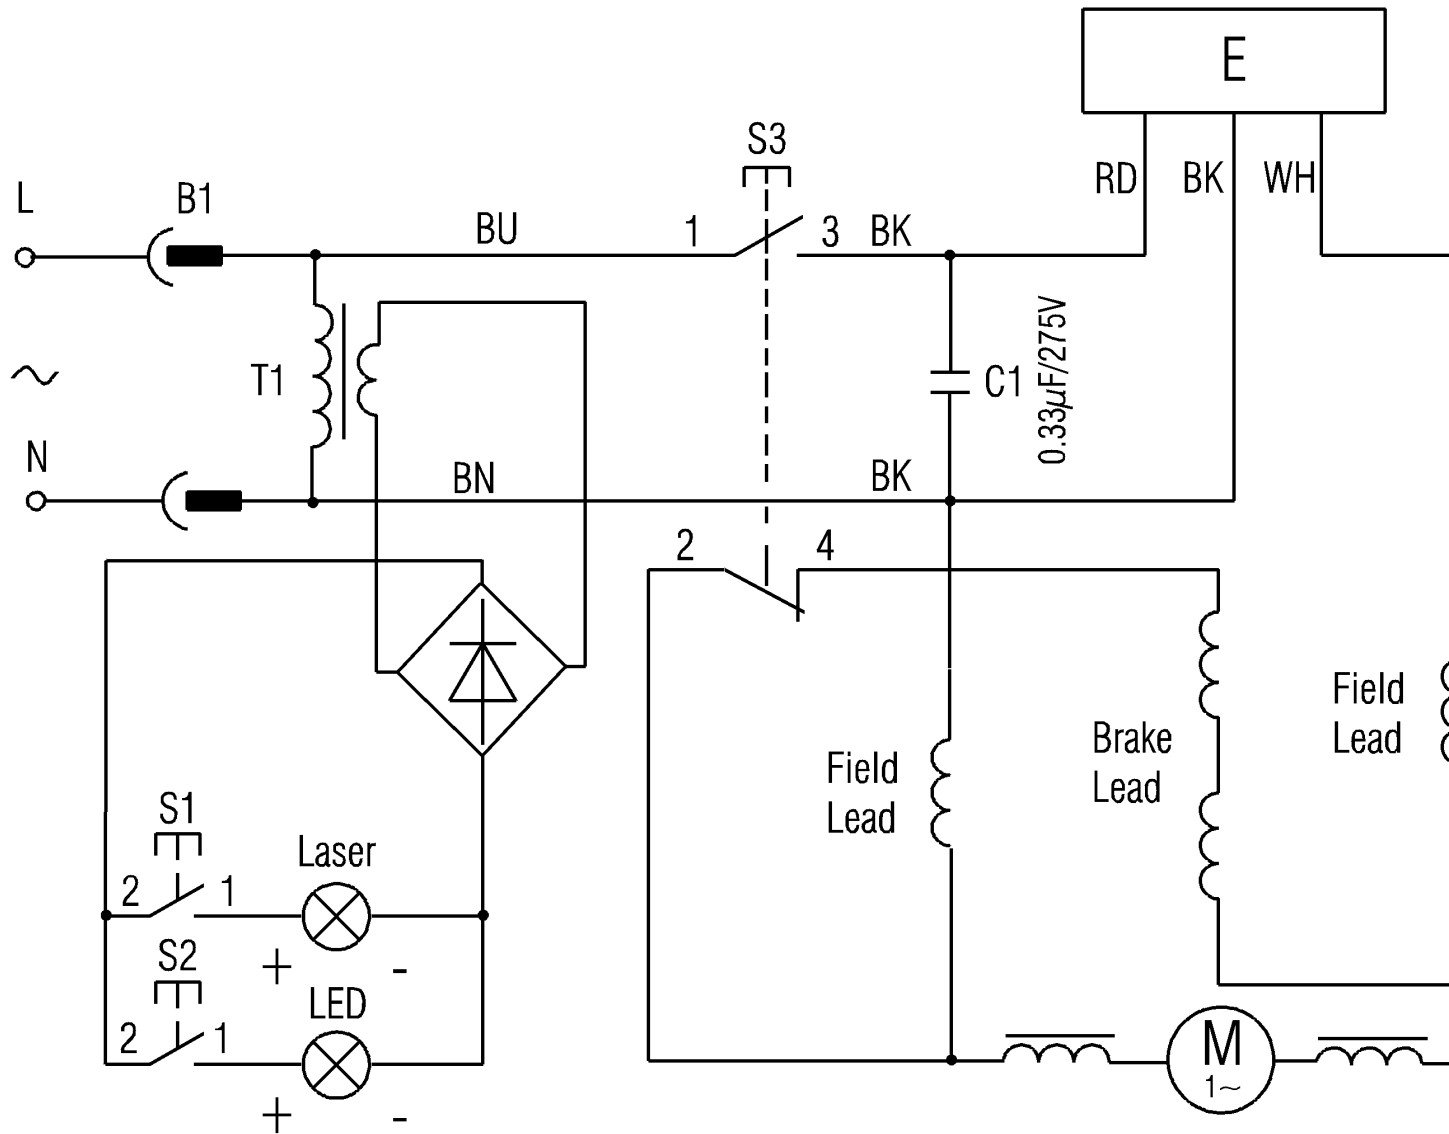 E
S3
RD BK WH
L
B1
BU
1
3
BK
T1
C1
0.33µF/275V
N
BN
BK
2
4
Field
Lead
Brake
Lead
Field
Lead
S1
Laser
2
1
+
-
S2
LED
2
1
+
-
M
1~